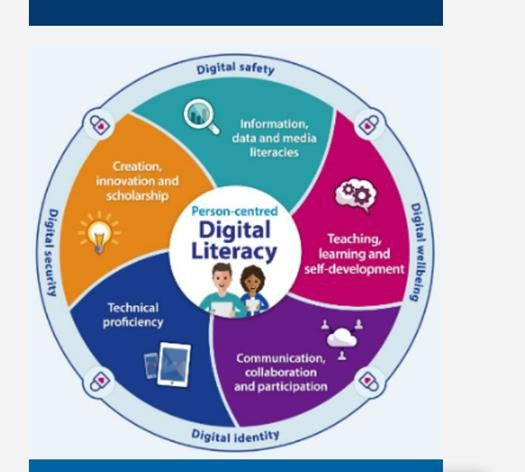 Digital safety
Information,
data and media
literacies
Creation,
innovation and
scholarship
Person-centred
Digital
Literacy
Teaching,
learning and
self-development
Digital security
Digital wellbeing
Technical
proficiency
Communication,
collaboration
and participation
Digital identity